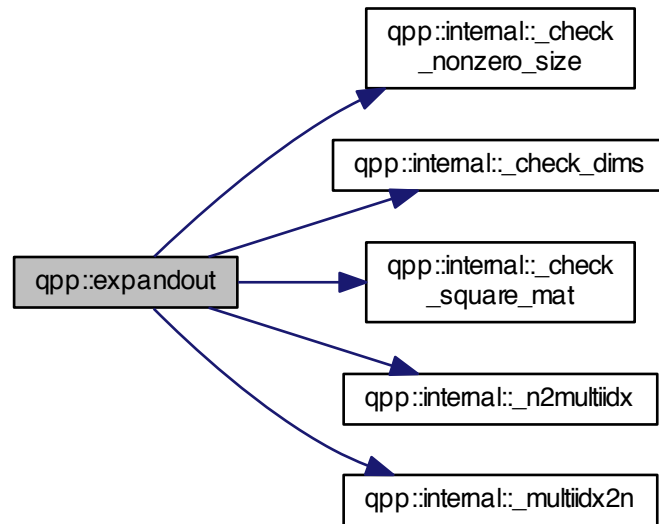 qpp::internal::_check
_nonzero_size
qpp::internal::_check_dims
qpp::expandout
qpp::internal::_check
_square_mat
qpp::internal::_n2multiidx
qpp::internal::_multiidx2n